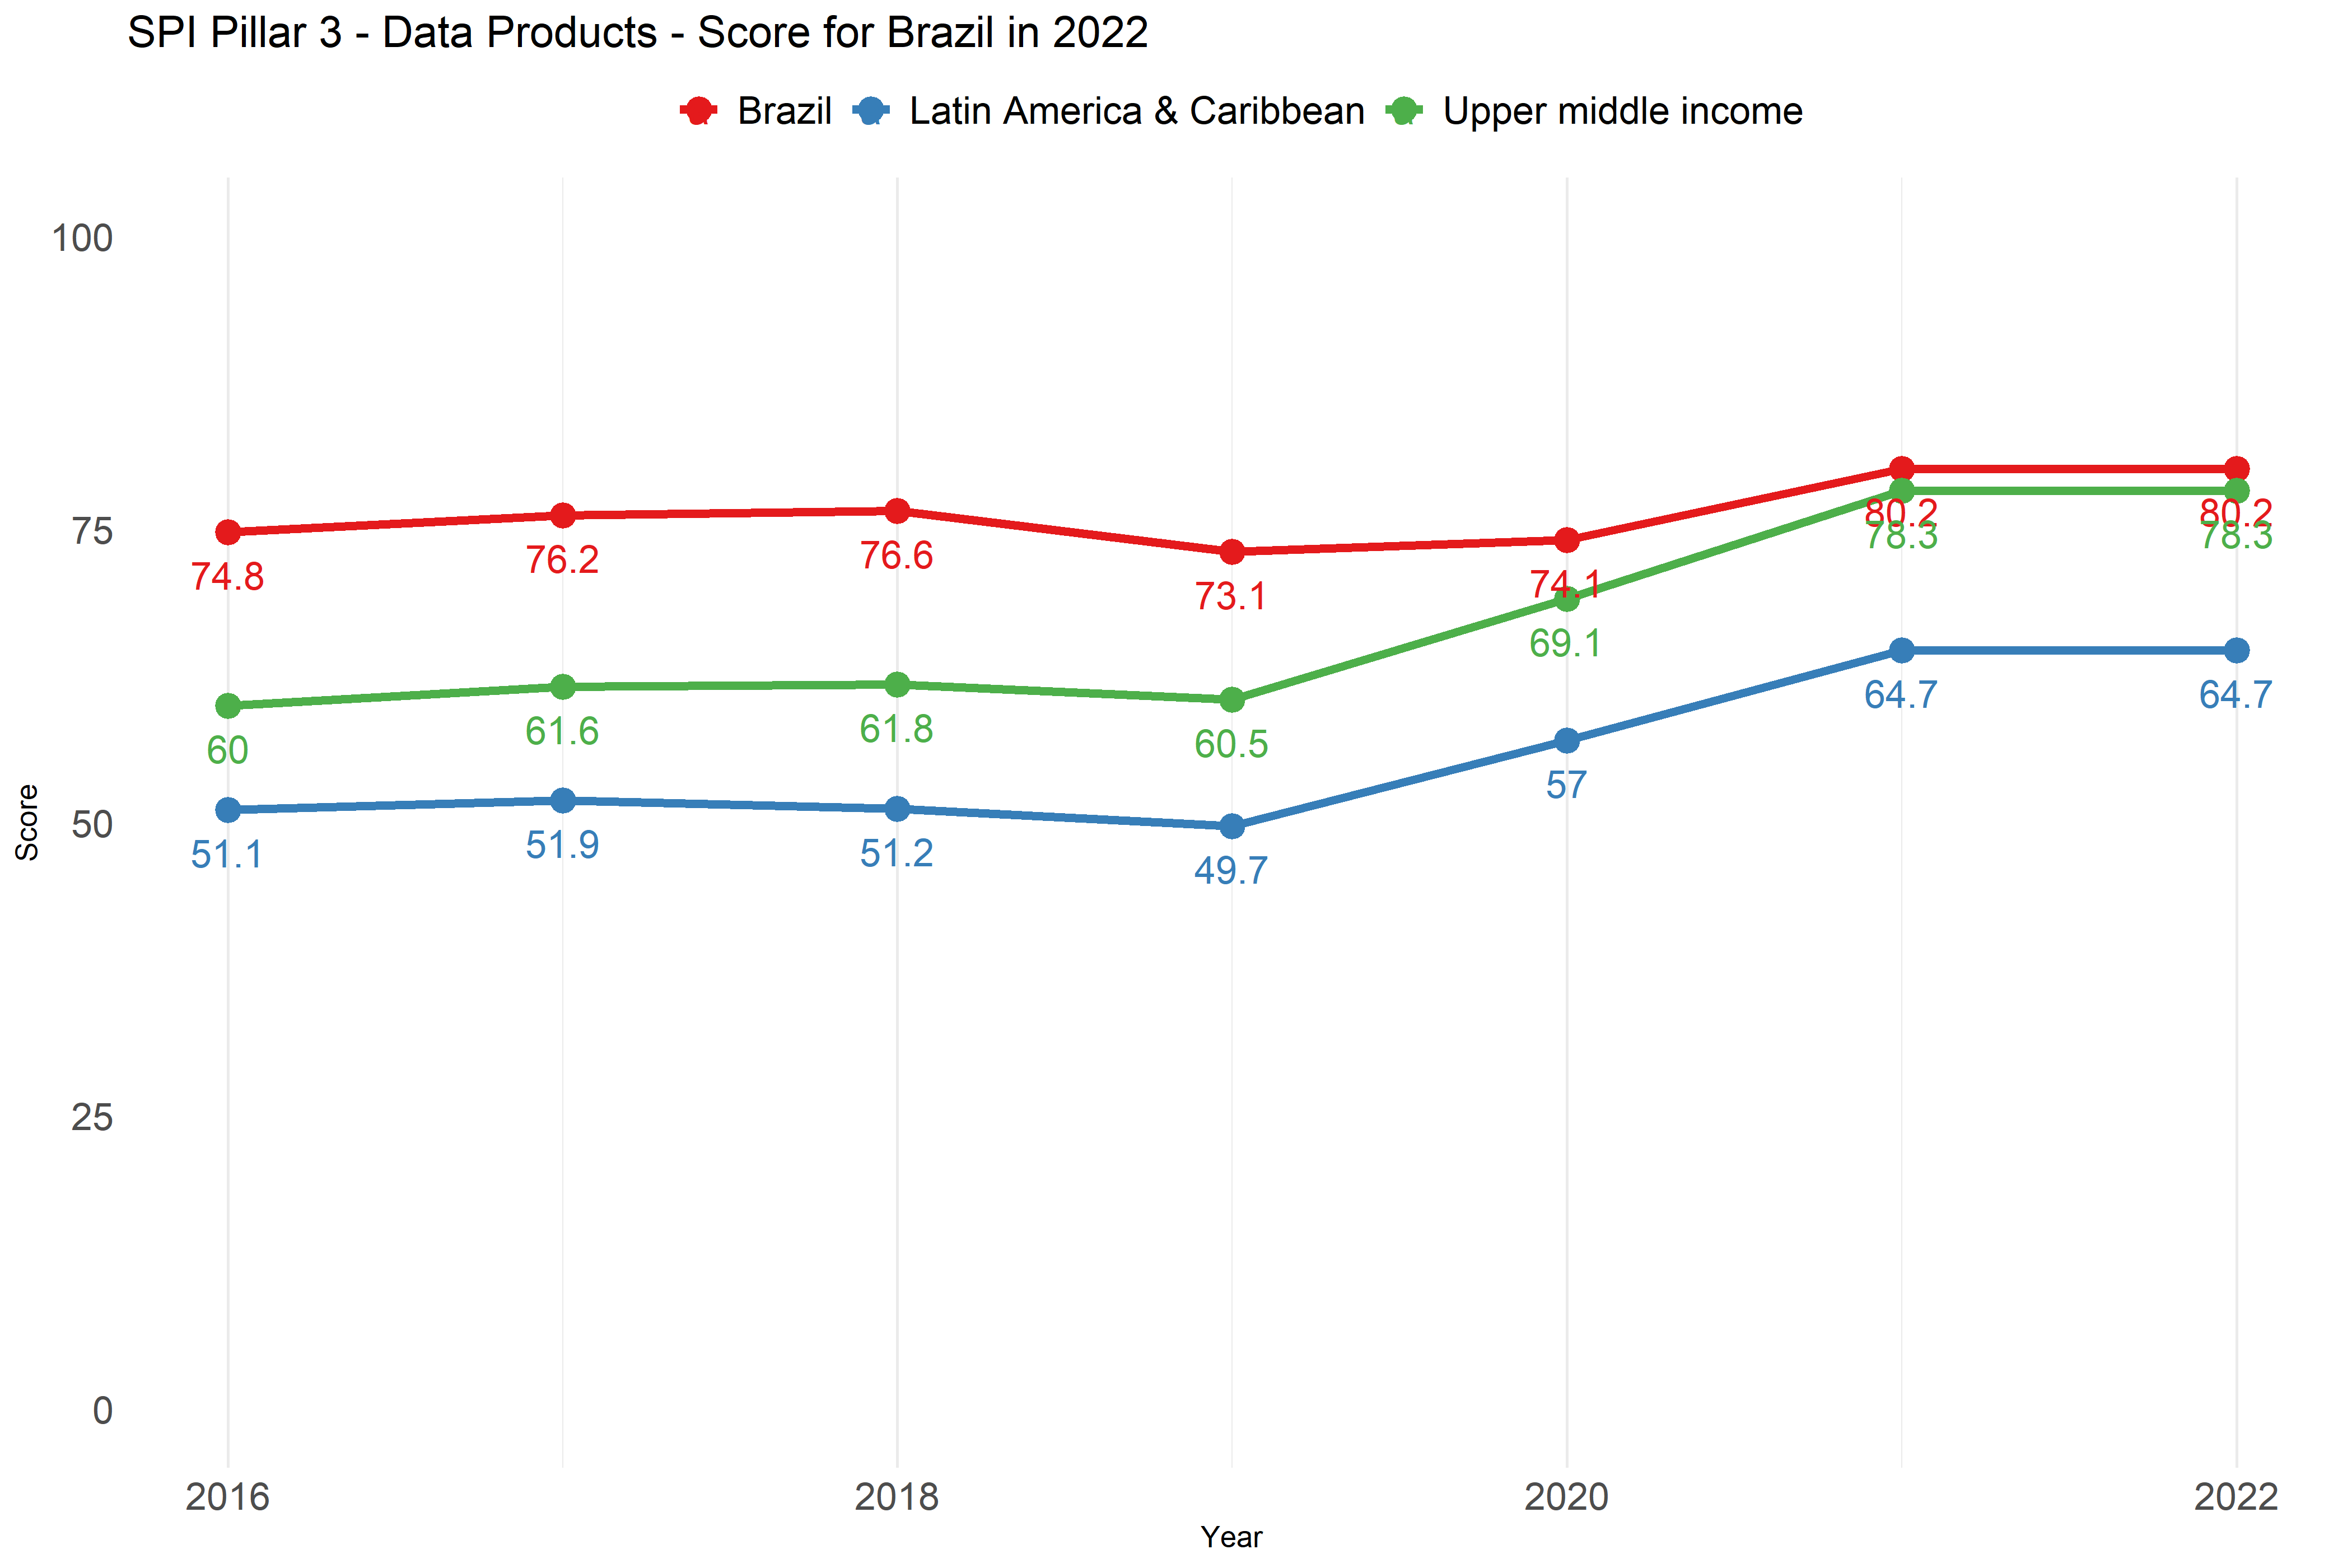 SPI Pillar 3 - Data Products - Score for Brazil in 2022
Brazil Latin America & Caribbean Upper middle income
100
75
50
25
0
Score
74.8 76.2 76.6 73.1 74.1 80.2 80.2
60 61.6 61.8 60.5 69.1 78.3 78.3
51.1 51.9 51.2 49.7 57 64.7 64.7
2016 2018 2020 2022
Year